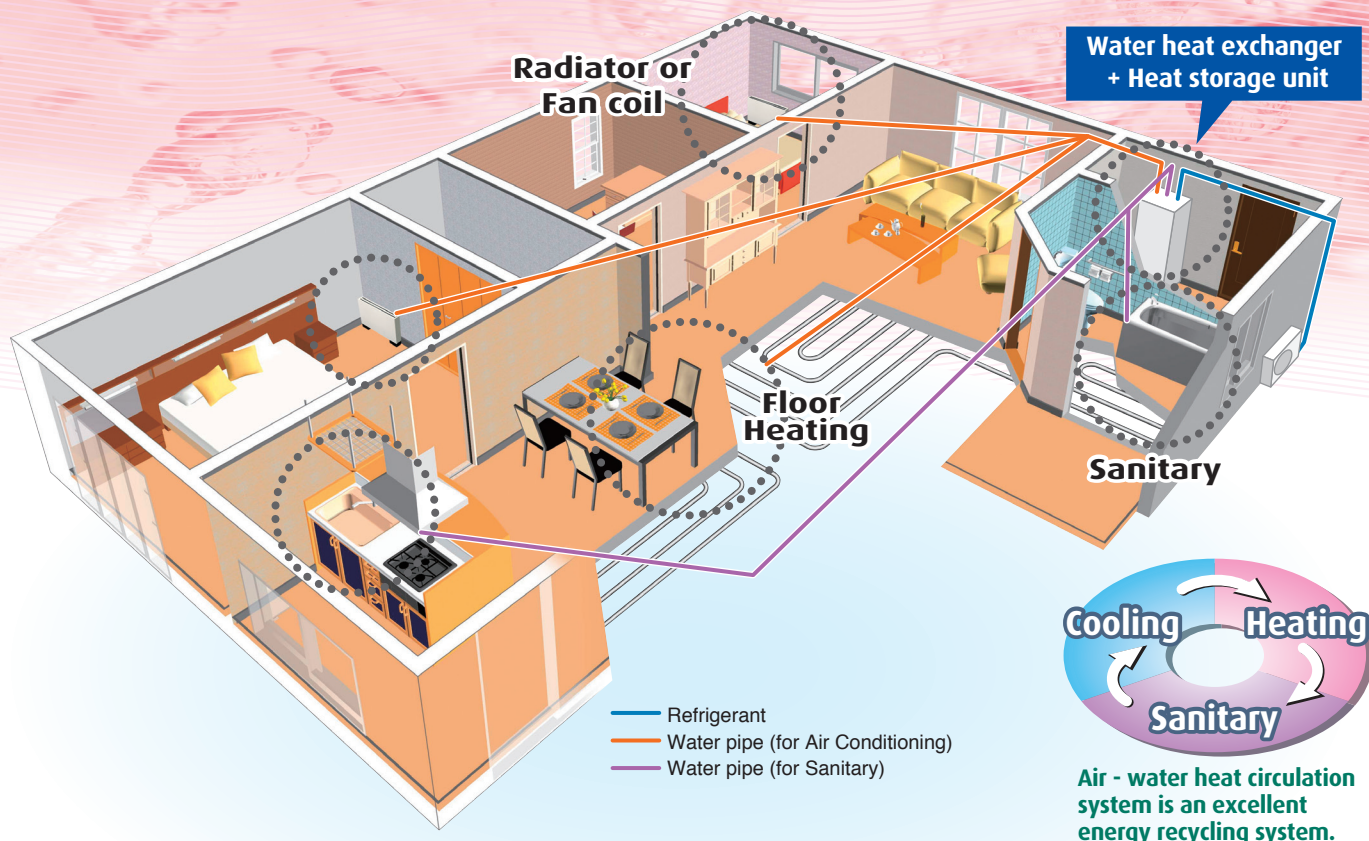 Radiator or
Fan coil
Water heat exchanger
+ Heat storage unit
Floor
Heating
Sanitary
Cooling
Heating
Sanitary
Refrigerant
Water pipe (for Air Conditioning)
Water pipe (for Sanitary)
Air - water heat circulation
system is an excellent
energy recycling system.